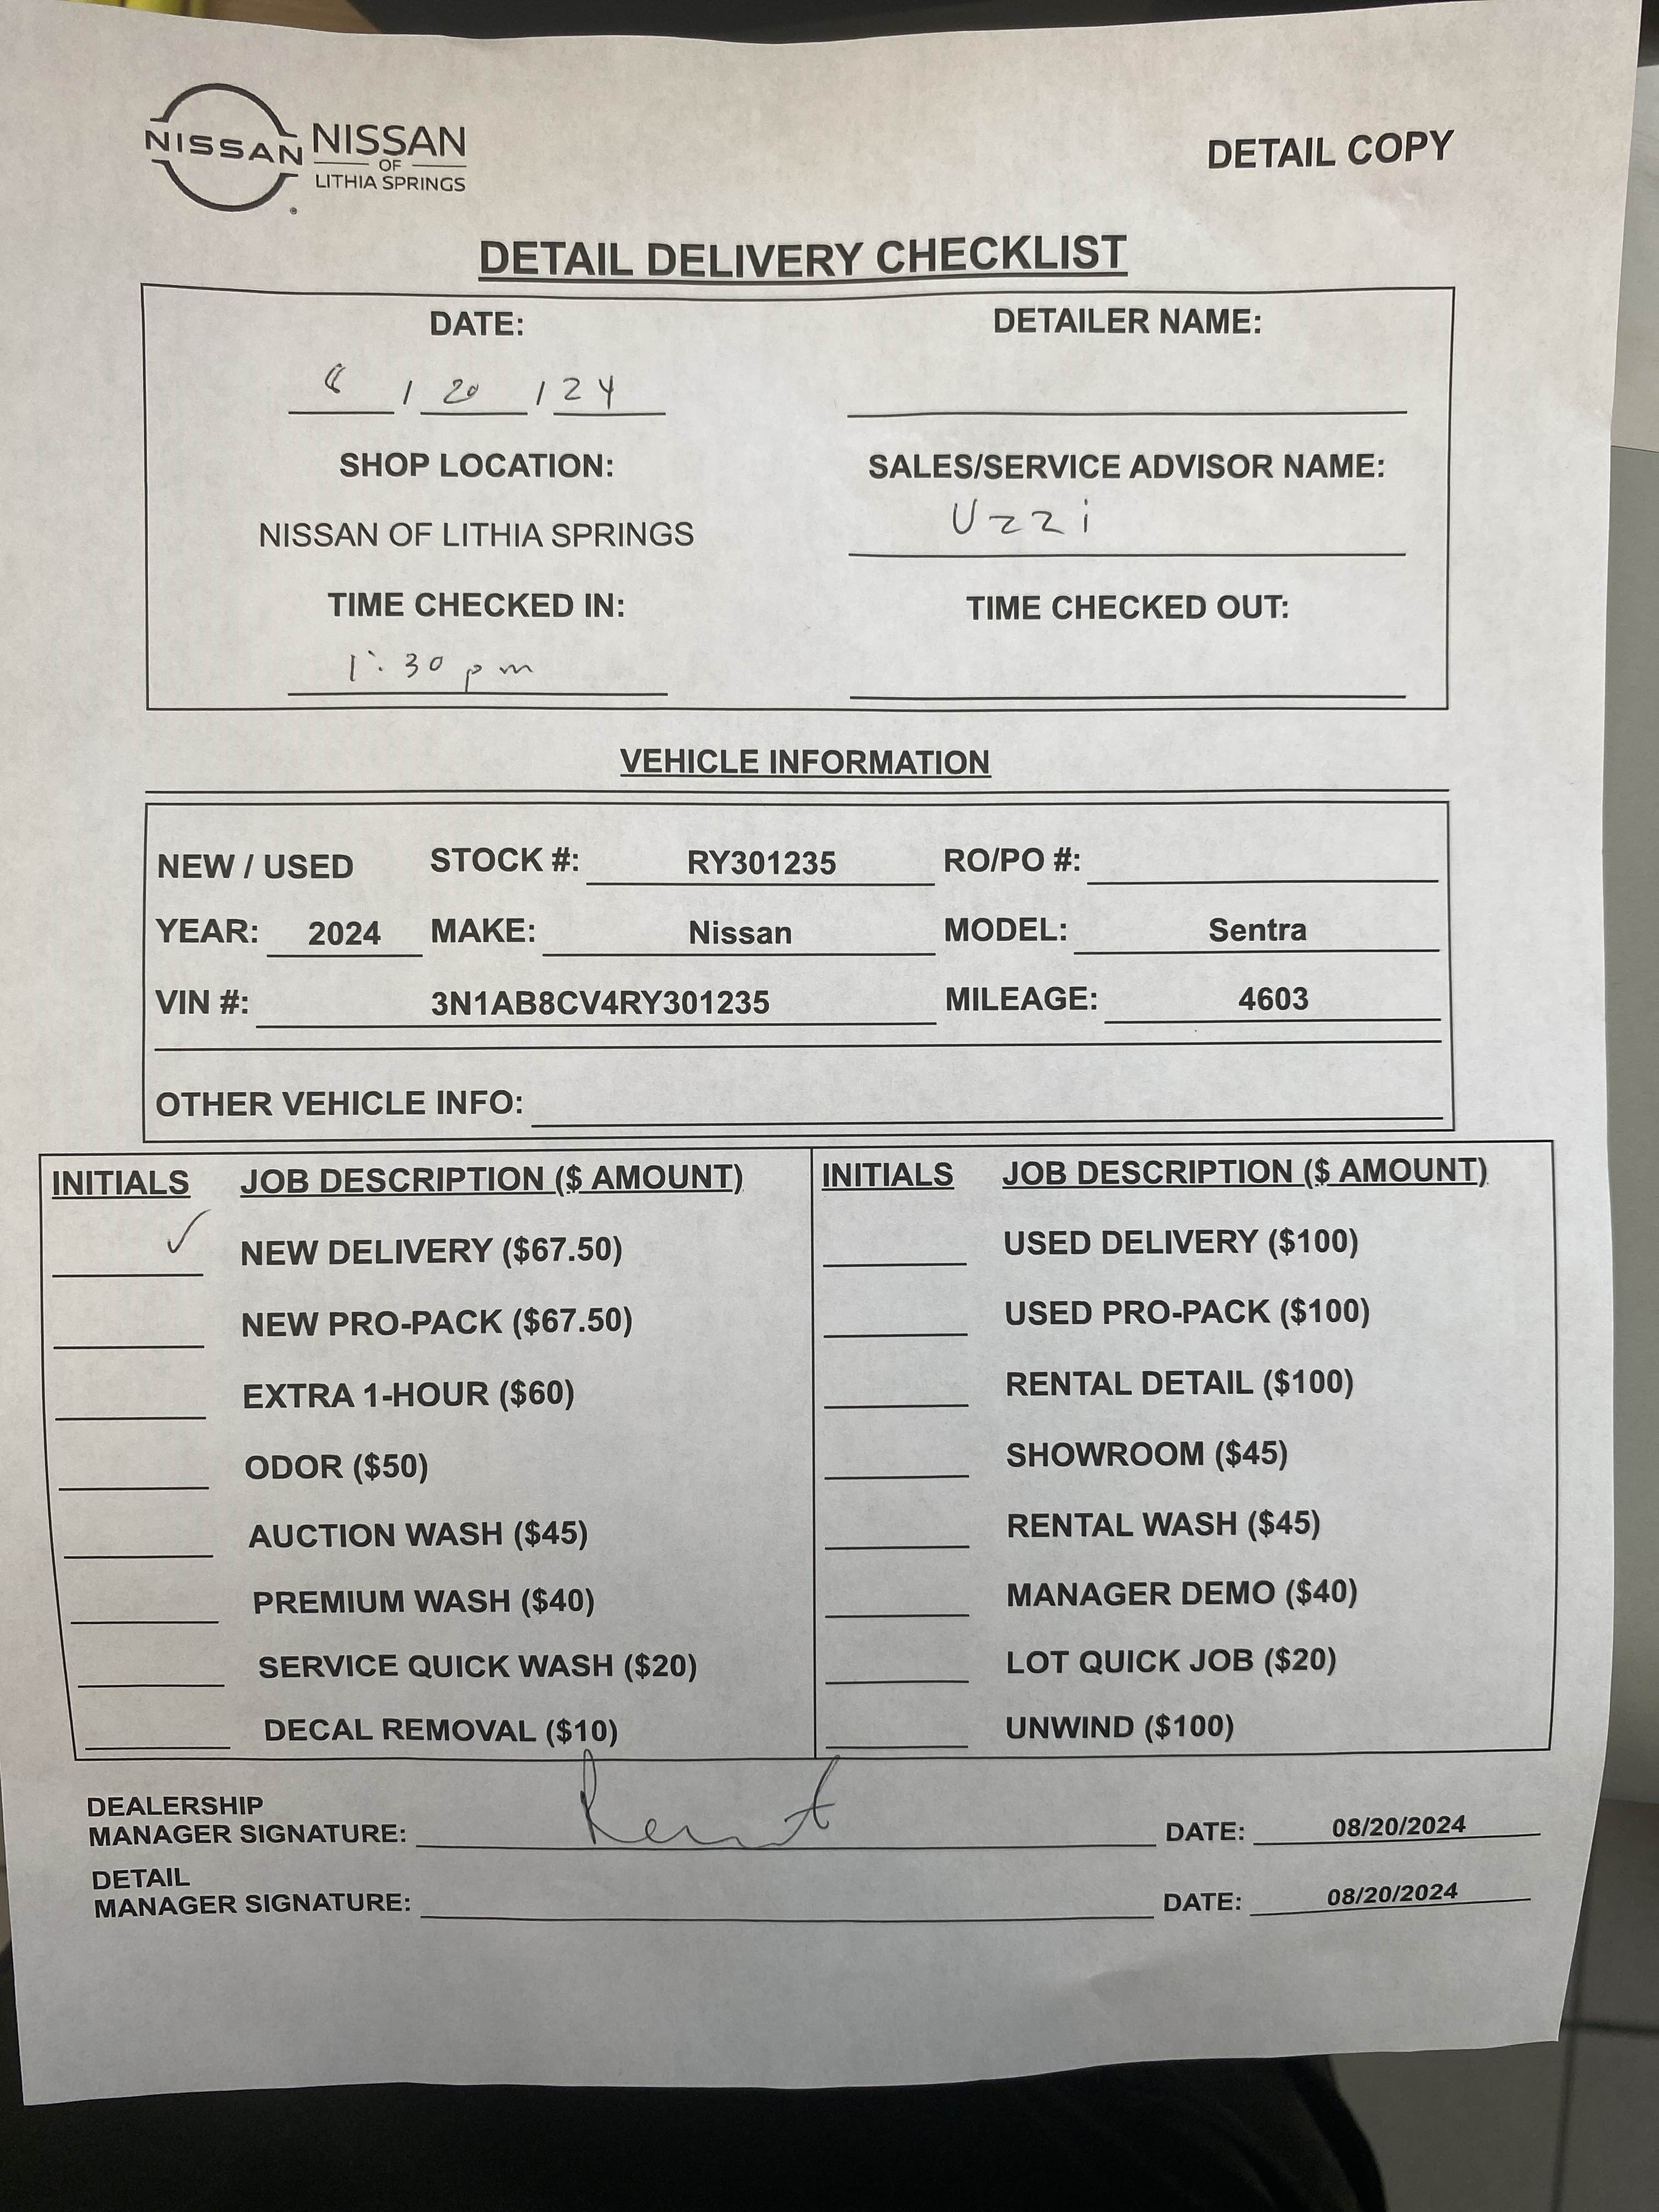 NISSAN NISSAN
OF
LITHIA SPRINGS
DETAIL COPY
DETAIL DELIVERY CHECKLIST
DATE: DETAILER NAME:
8 / 20 / 24
SHOP LOCATION: SALES/SERVICE ADVISOR NAME:
Uzzi
NISSAN OF LITHIA SPRINGS
TIME CHECKED IN: TIME CHECKED OUT:
1:30 pm
VEHICLE INFORMATION
NEW / USED STOCK #: RY301235 RO/PO #:
YEAR: 2024 MAKE: Nissan MODEL: Sentra
VIN #: 3N1AB8CV4RY301235 MILEAGE: 4603
OTHER VEHICLE INFO:
INITIALS JOB DESCRIPTION ($ AMOUNT) INITIALS JOB DESCRIPTION ($ AMOUNT)
✓ NEW DELIVERY ($67.50) USED DELIVERY ($100)
NEW PRO-PACK ($67.50) USED PRO-PACK ($100)
EXTRA 1-HOUR ($60) RENTAL DETAIL ($100)
ODOR ($50) SHOWROOM ($45)
AUCTION WASH ($45) RENTAL WASH ($45)
PREMIUM WASH ($40) MANAGER DEMO ($40)
SERVICE QUICK WASH ($20) LOT QUICK JOB ($20)
DECAL REMOVAL ($10) UNWIND ($100)
DEALERSHIP
MANAGER SIGNATURE: DATE: 08/20/2024
DETAIL
MANAGER SIGNATURE: DATE: 08/20/2024